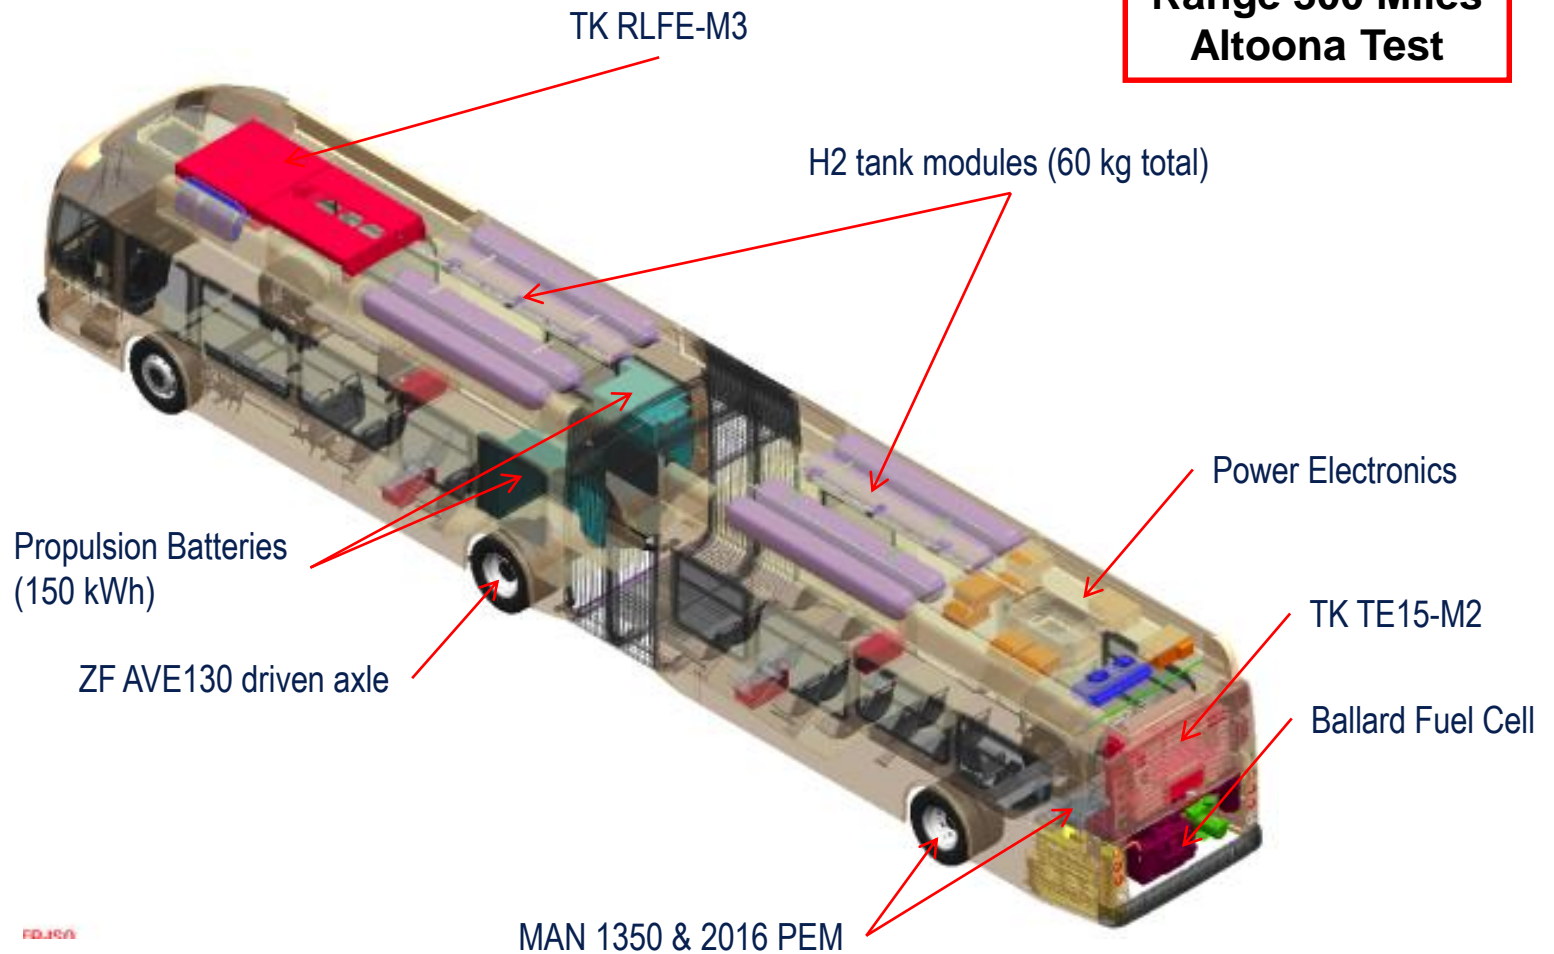 TK RLFE-M3
Altoona Test
H2 tank modules (60 kg total)
Power Electronics
Propulsion Batteries
(150 kWh)
TK TE15-M2
ZF AVE130 driven axle
Ballard Fuel Cell
MAN 1350 & 2016 PEM